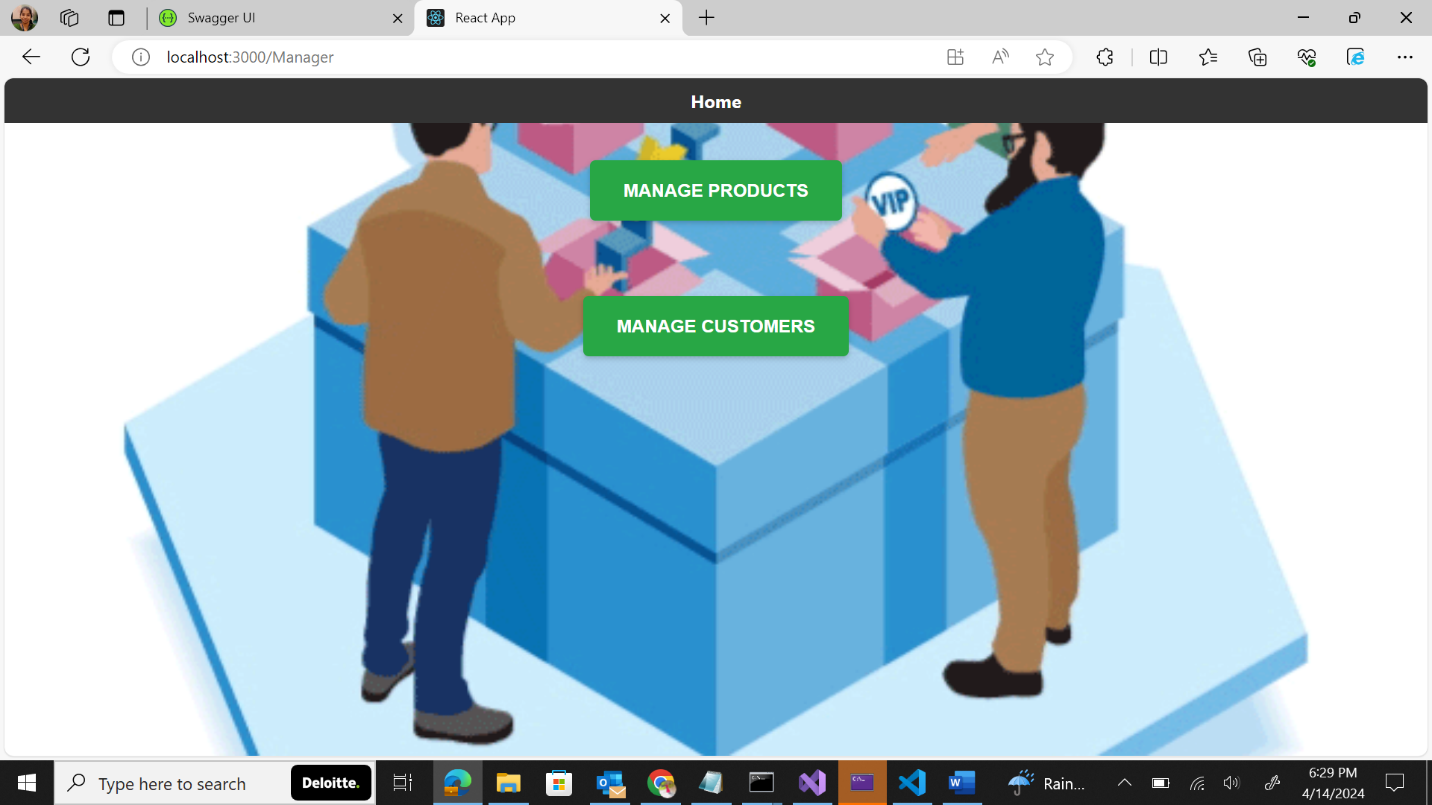 Swagger UI
React App
localhost:3000/Manager
Home
MANAGE PRODUCTS
VIP
MANAGE CUSTOMERS
Type here to search
Deloitte.
Rain...
6:29 PM
4/14/2024